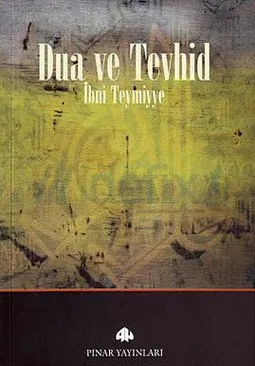 Dua ve Tevhid
İbni Teymiyye
PINAR YAYINLARI